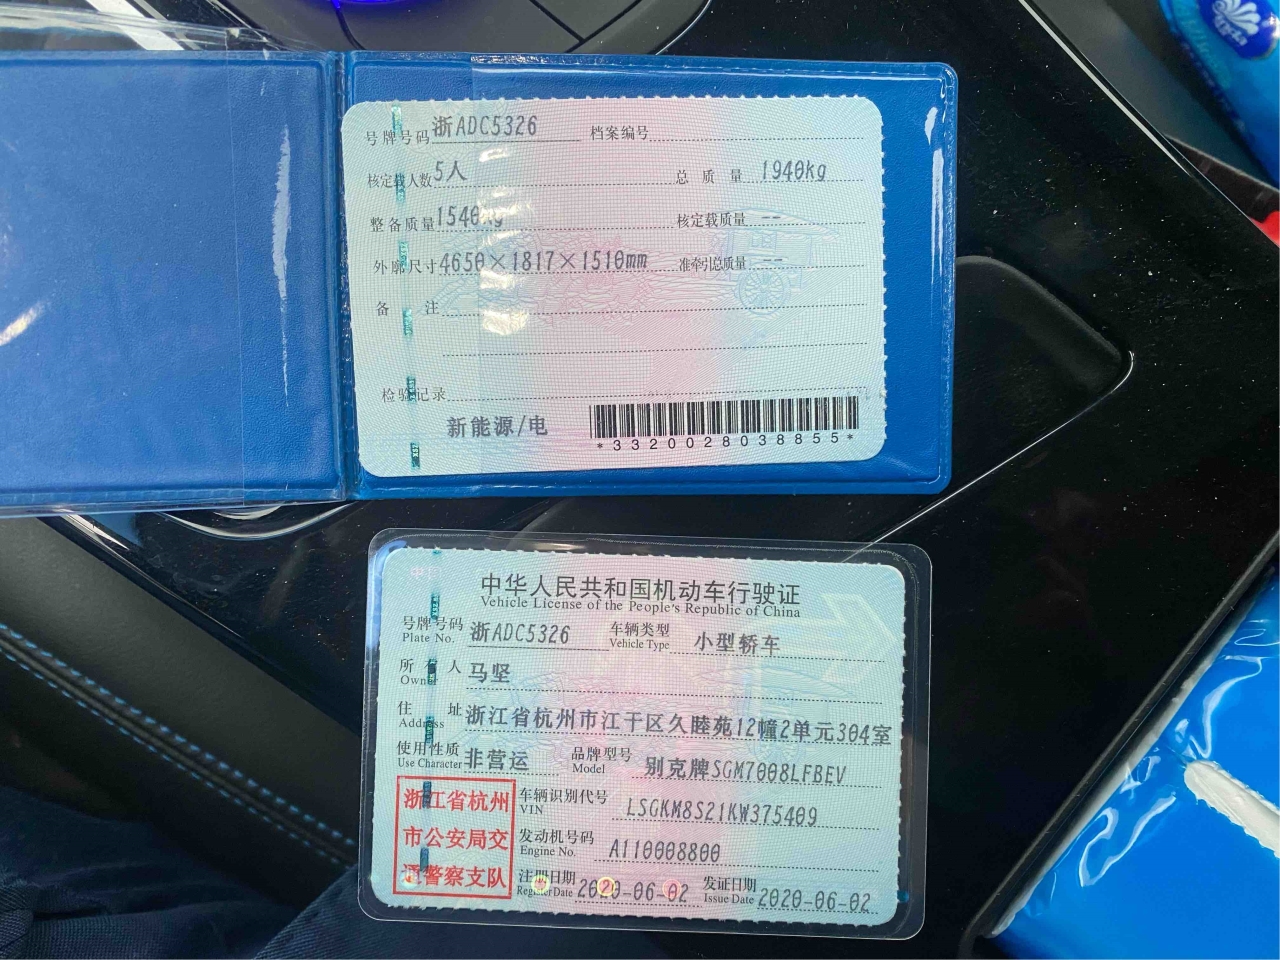 号牌号码 浙ADC5326 档案编号
核定载人数 5人 总质量 1940kg
整备质量 1540kg 核定载质量 --
外廓尺寸 4650×1817×1510mm 准牵引总质量 --
备注
检验记录
新能源/电
*3320028038855*
中华人民共和国机动车行驶证
Vehicle License of the People's Republic of China
号牌号码 浙ADC5326 车辆类型 小型轿车
Plate No. Vehicle Type
所有人 马坚
Owner
住址 浙江省杭州市江干区久睦苑12幢2单元304室
Address
使用性质 非营运 品牌型号 别克牌SGM7008LFBEV
Use Character Model
浙江省杭州
市公安局交
通警察支队
车辆识别代号 LSGKM8S21KW375409
VIN
发动机号码 A110008800
Engine No.
注册日期 2020-06-02 发证日期 2020-06-02
Register Date Issue Date